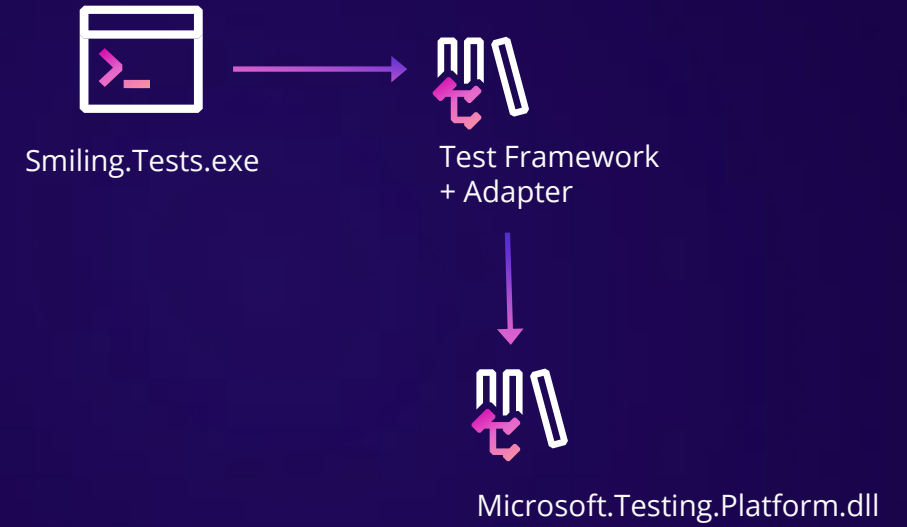 Smiling.Tests.exe
Test Framework
+ Adapter
Microsoft.Testing.Platform.dll